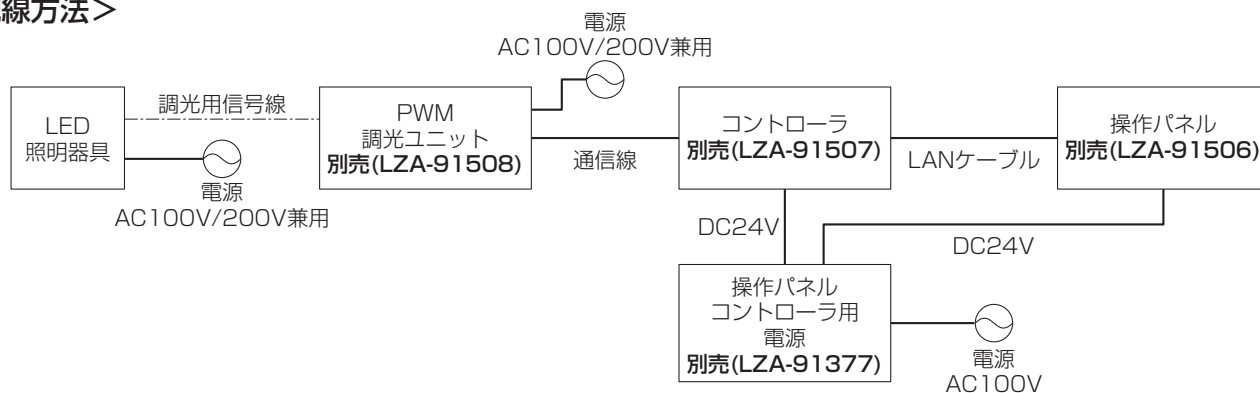 線方法＞
電源
AC100V/200V兼用
LED
照明器具
調光用信号線
電源
AC100V/200V兼用
PWM
調光ユニット
別売(LZA-91508)
通信線
コントローラ
別売(LZA-91507)
LANケーブル
操作パネル
別売(LZA-91506)
DC24V
DC24V
操作パネル
コントローラ用
電源
別売(LZA-91377)
電源
AC100V